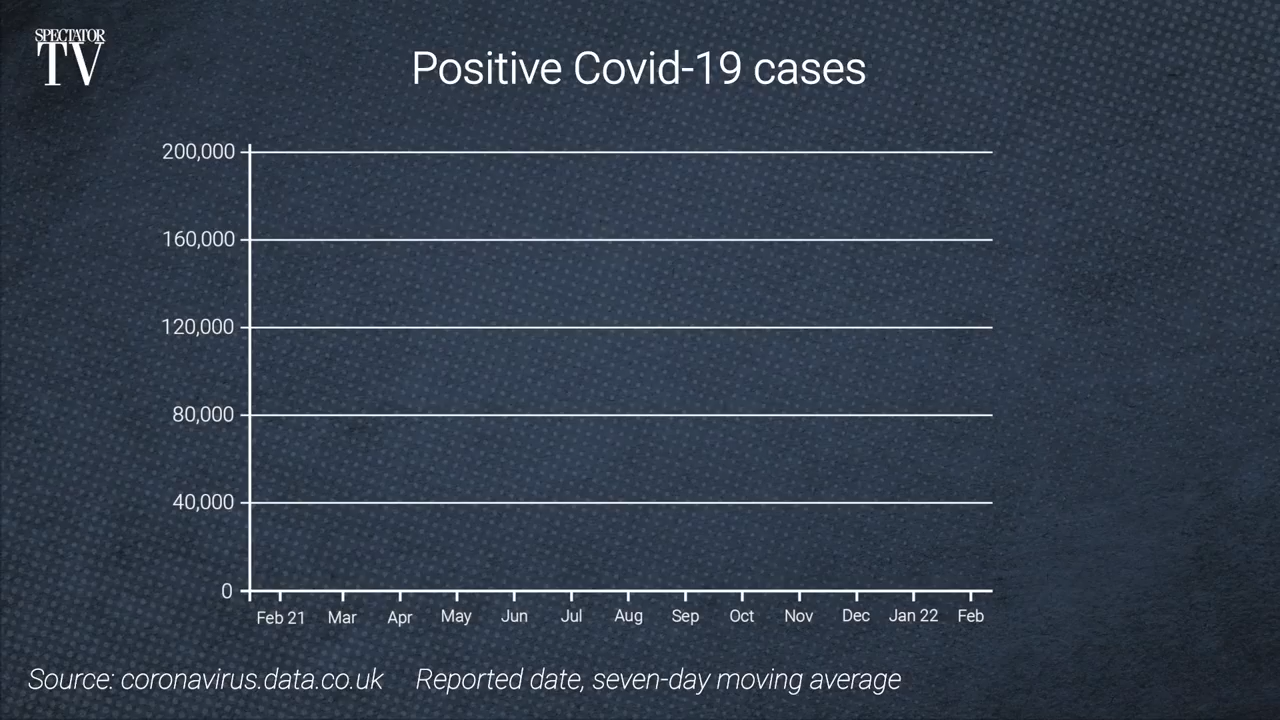 SPECTATOR
TV
Positive Covid-19 cases
200,000
160,000
120,000
80,000
40,000
0
Feb 21 Mar Apr May Jun Jul Aug Sep Oct Nov Dec Jan 22 Feb
Source: coronavirus.data.co.uk Reported date, seven-day moving average